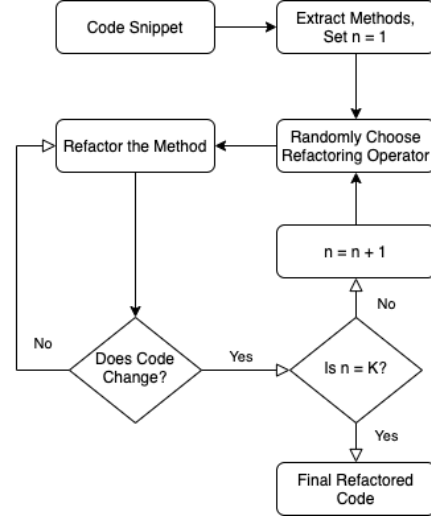 Code Snippet
Extract Methods,
Set n = 1
Refactor the Method
Randomly Choose
Refactoring Operator
n = n + 1
No
No
Does Code
Change?
Yes
Is n = K?
Yes
Final Refactored
Code